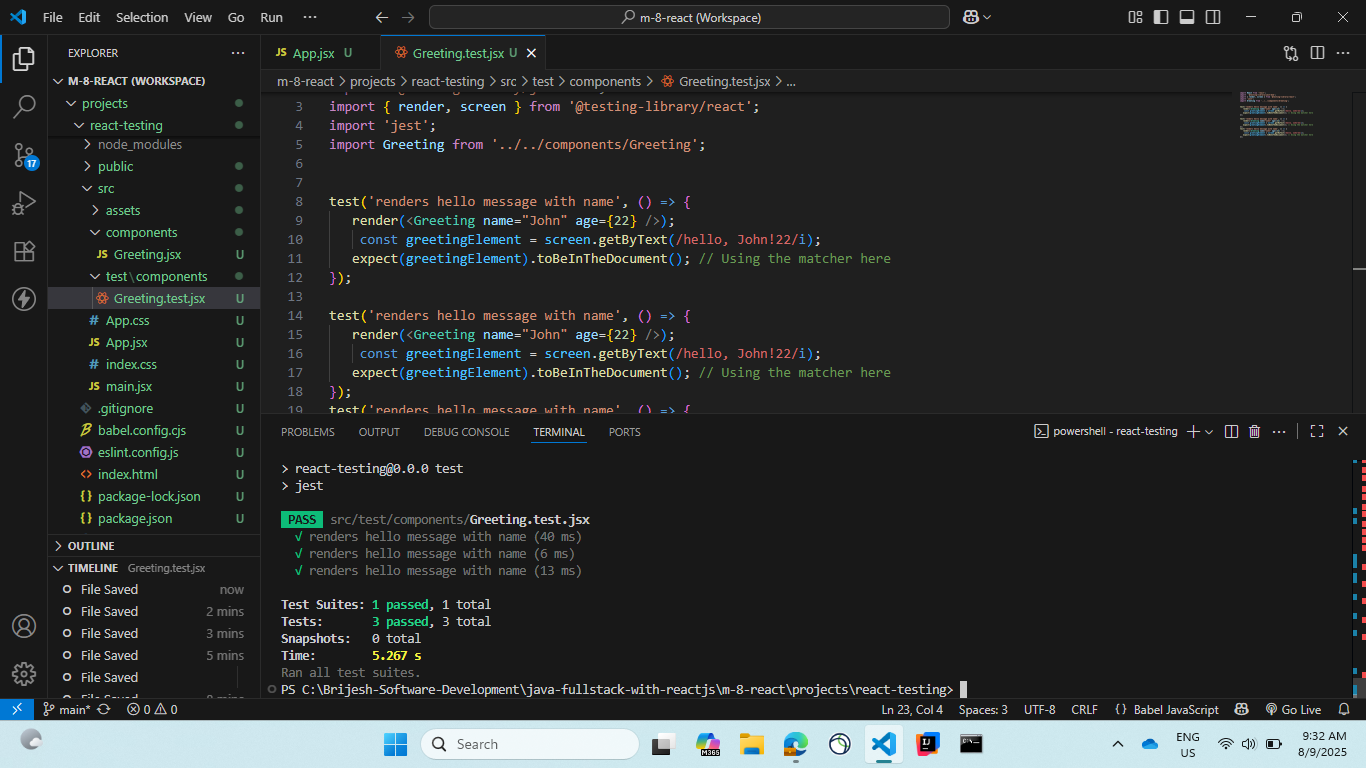 File Edit Selection View Go Run ··· m-8-react (Workspace)
EXPLORER ···
M-8-REACT (WORKSPACE)
projects
react-testing
node_modules
public
src
assets
components
JS Greeting.jsx U
test\components
Greeting.test.jsx U
# App.css U
JS App.jsx U
# index.css U
JS main.jsx U
.gitignore U
babel.config.cjs U
eslint.config.js U
<> index.html U
{} package-lock.json U
{} package.json U
OUTLINE
TIMELINE Greeting.test.jsx
File Saved now
File Saved 2 mins
File Saved 3 mins
File Saved 5 mins
File Saved
17
JS App.jsx U Greeting.test.jsx U
m-8-react > projects > react-testing > src > test > components > Greeting.test.jsx > ...
3 import { render, screen } from '@testing-library/react';
4 import 'jest';
5 import Greeting from '../../components/Greeting';
6
7
8 test('renders hello message with name', () => {
9 render(<Greeting name="John" age={22} />);
10 const greetingElement = screen.getByText(/hello, John!22/i);
11 expect(greetingElement).toBeInTheDocument(); // Using the matcher here
12 });
13
14 test('renders hello message with name', () => {
15 render(<Greeting name="John" age={22} />);
16 const greetingElement = screen.getByText(/hello, John!22/i);
17 expect(greetingElement).toBeInTheDocument(); // Using the matcher here
18 });
19 test('renders hello message with name', () => {
PROBLEMS OUTPUT DEBUG CONSOLE TERMINAL PORTS powershell - react-testing
> react-testing@0.0.0 test
> jest
PASS src/test/components/Greeting.test.jsx
√ renders hello message with name (40 ms)
√ renders hello message with name (6 ms)
√ renders hello message with name (13 ms)
Test Suites: 1 passed, 1 total
Tests: 3 passed, 3 total
Snapshots: 0 total
Time: 5.267 s
Ran all test suites.
PS C:\Brijesh-Software-Development\java-fullstack-with-reactjs\m-8-react\projects\react-testing>
main* 0 0 Ln 23, Col 4 Spaces: 3 UTF-8 CRLF {} Babel JavaScript Go Live
Search M365 ENG 9:32 AM
US 8/9/2025